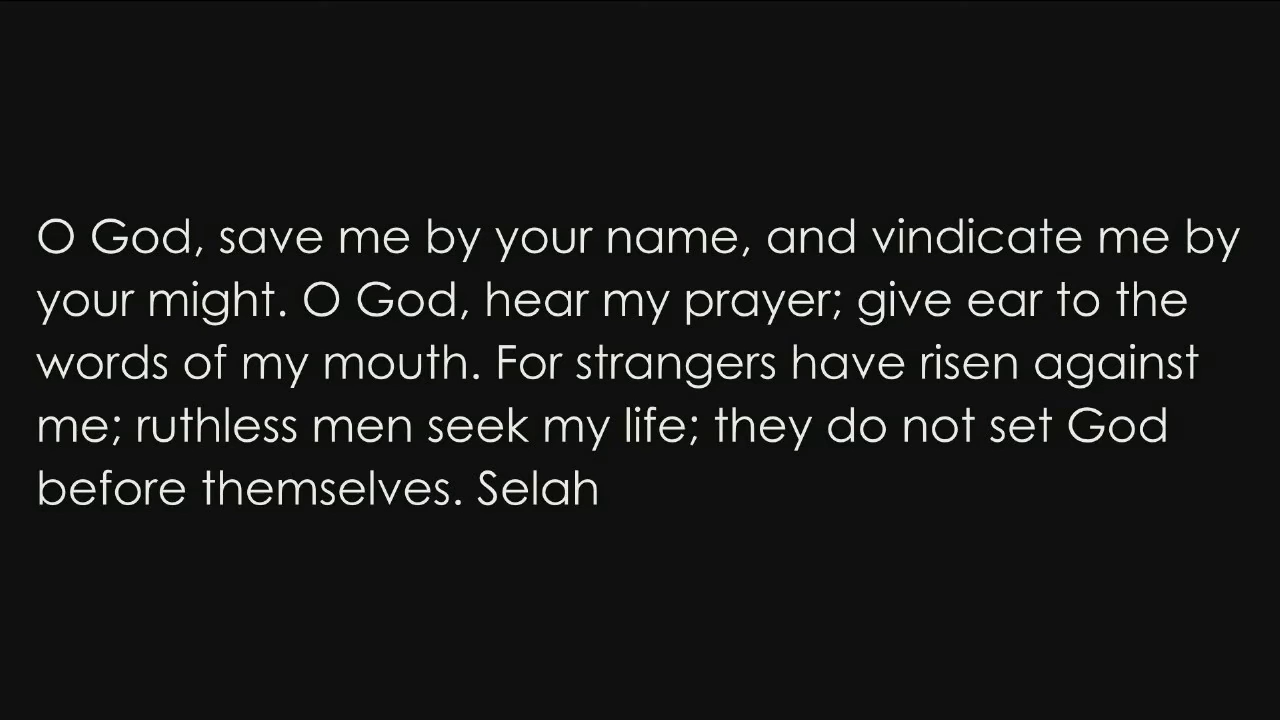 O God, save me by your name, and vindicate me by
your might. O God, hear my prayer; give ear to the
words of my mouth. For strangers have risen against
me; ruthless men seek my life; they do not set God
before themselves. Selah